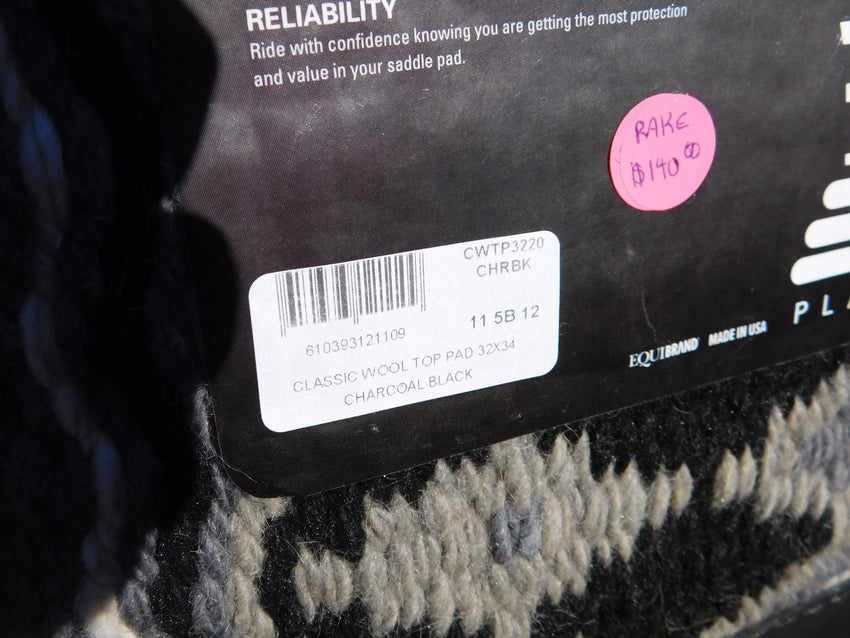 RELIABILITY
Ride with confidence knowing you are getting the most protection
and value in your saddle pad.
RAKE
$140 00
CWTP3220
CHRBK
11 5B 12
610393121109
CLASSIC WOOL TOP PAD 32X34
CHARCOAL BLACK
EQUIBRAND MADE IN USA